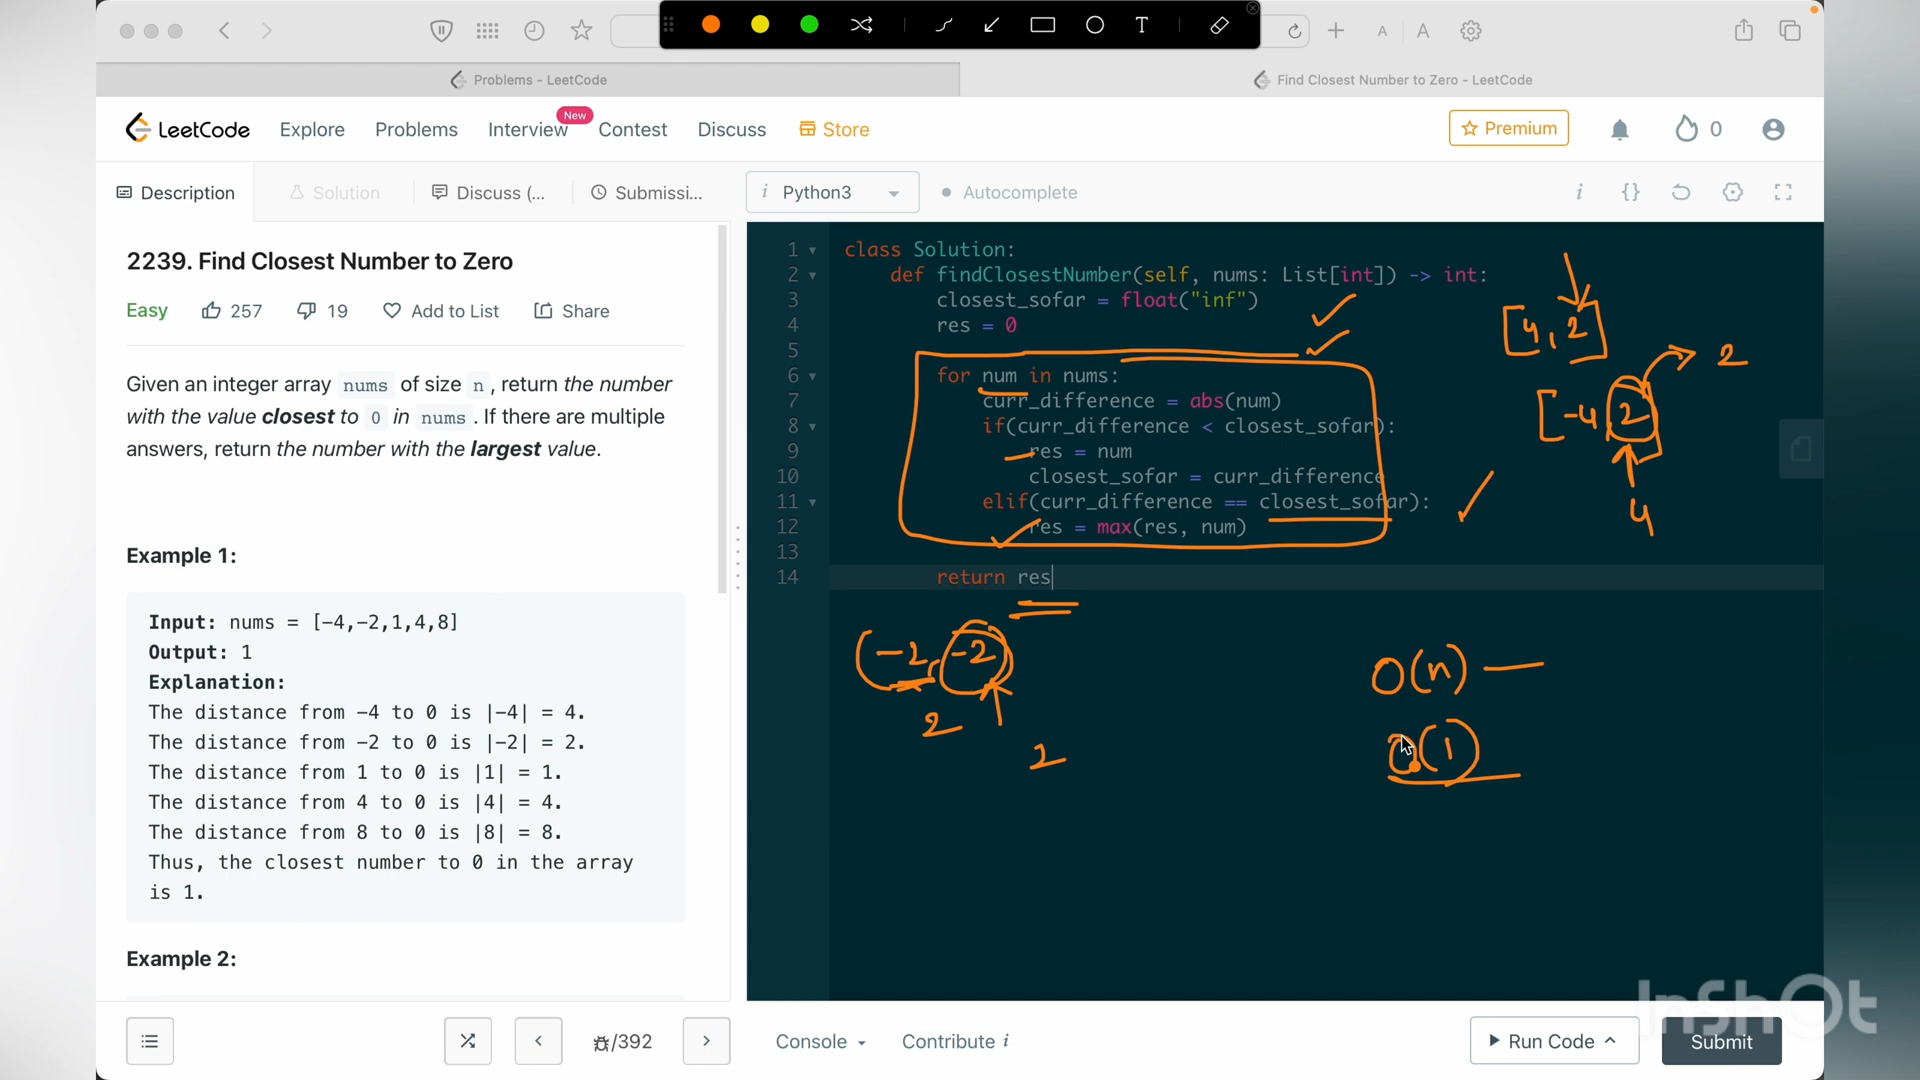 Problems - LeetCode
Find Closest Number to Zero - LeetCode
T
A A
LeetCode
Explore
Problems
Interview
New
Contest
Discuss
Store
Premium
0
Description
Solution
Discuss (...
Submissi...
i Python3
Autocomplete
i {}
2239. Find Closest Number to Zero
Easy 257 19 Add to List Share
Given an integer array nums of size n, return the number
with the value closest to 0 in nums. If there are multiple
answers, return the number with the largest value.
Example 1:
Input: nums = [-4,-2,1,4,8]
Output: 1
Explanation:
The distance from -4 to 0 is |-4| = 4.
The distance from -2 to 0 is |-2| = 2.
The distance from 1 to 0 is |1| = 1.
The distance from 4 to 0 is |4| = 4.
The distance from 8 to 0 is |8| = 8.
Thus, the closest number to 0 in the array
is 1.
Example 2:
1 class Solution:
2 def findClosestNumber(self, nums: List[int]) -> int:
3 closest_sofar = float("inf")
4 res = 0
5
6 for num in nums:
7 curr_difference = abs(num)
8 if(curr_difference < closest_sofar):
9 res = num
10 closest_sofar = curr_difference
11 elif(curr_difference == closest_sofar):
12 res = max(res, num)
13
14 return res
[4, 2]
[-4 2]
2
4
(-2, -2)
2
2
O(n) —
O(1)
/392
Console
Contribute i
Run Code
Submit
InShOt